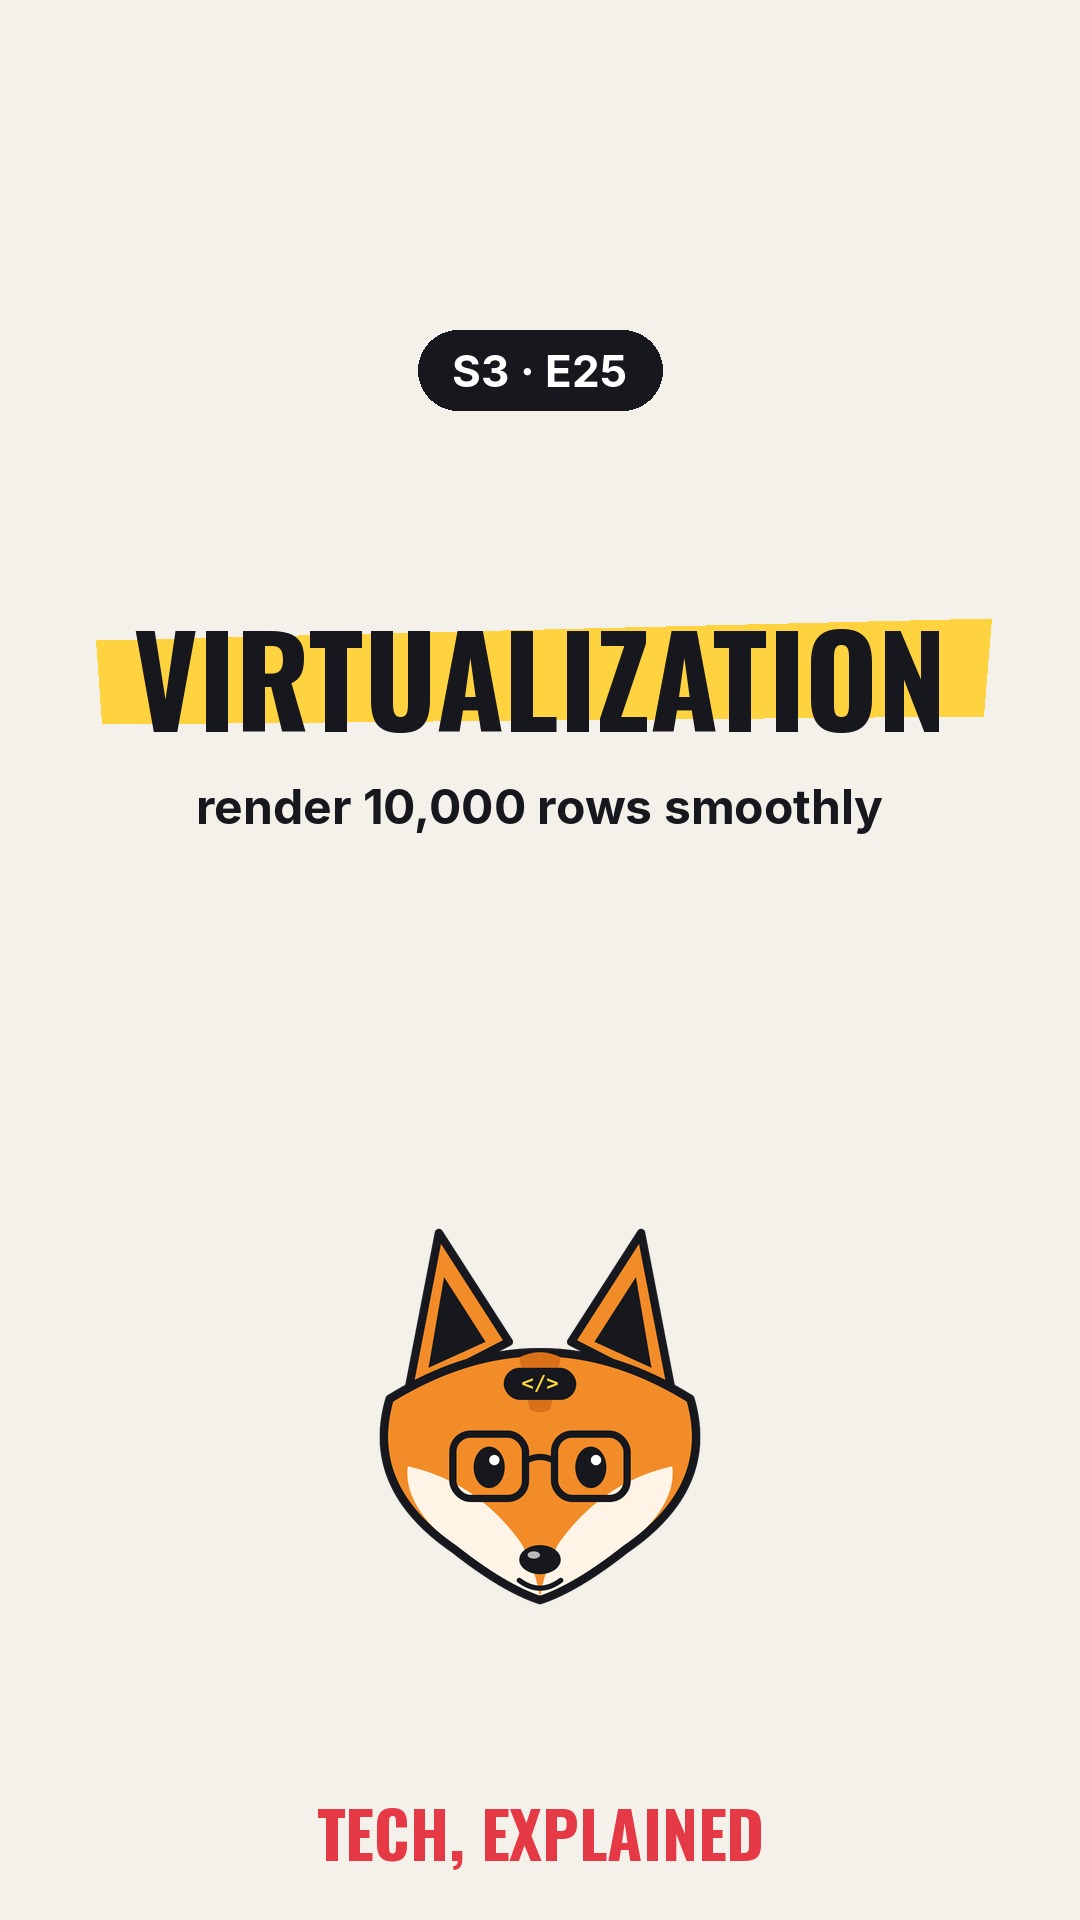 S3 · E25
VIRTUALIZATION
render 10,000 rows smoothly
</>
TECH, EXPLAINED